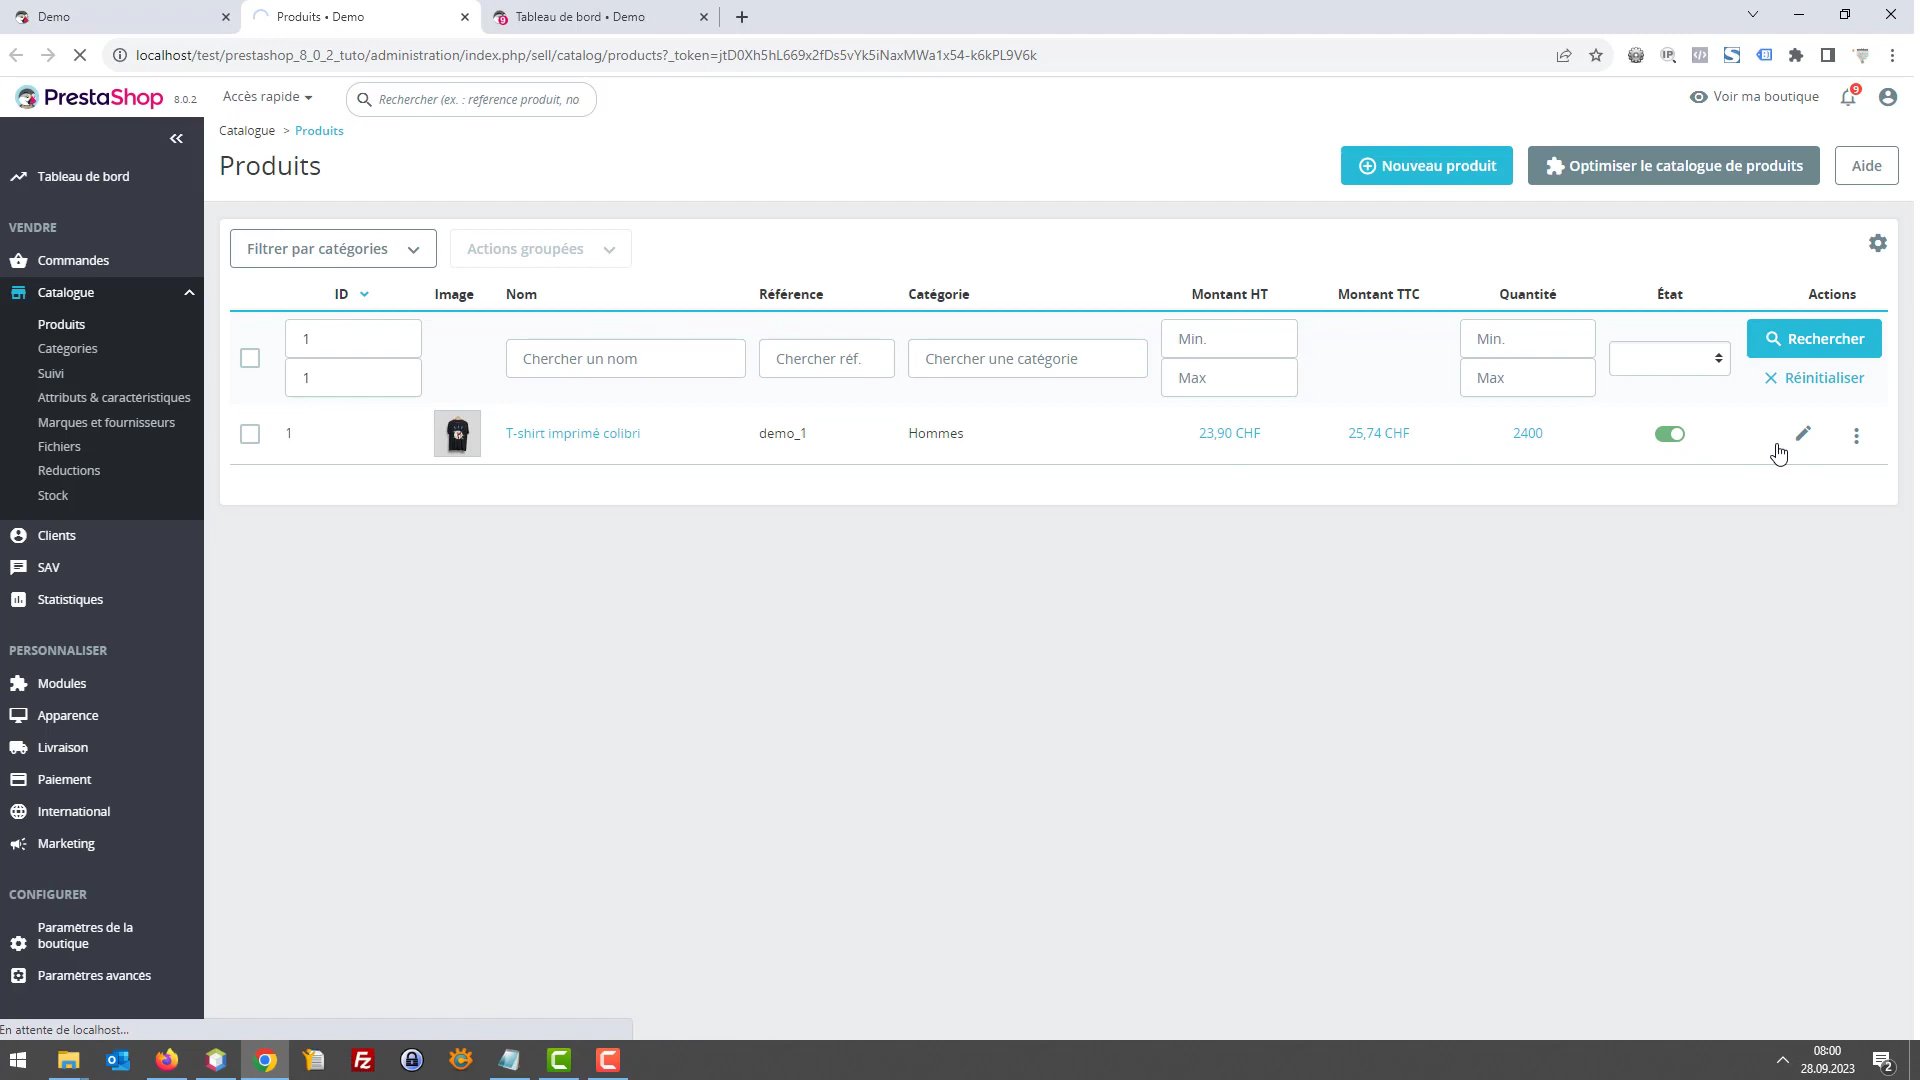 Demo
Produits • Demo
9
Tableau de bord • Demo
localhost/test/prestashop_8_0_2_tuto/administration/index.php/sell/catalog/products?_token=jtD0Xh5hL669x2fDs5vYk5iNaxMWa1x54-k6kPL9V6k
PrestaShop
8.0.2
Accès rapide
Rechercher (ex. : référence produit, no
Voir ma boutique
9
Catalogue > Produits
Produits
Nouveau produit
Optimiser le catalogue de produits
Aide
Tableau de bord
VENDRE
Commandes
Catalogue
Produits
Catégories
Suivi
Attributs & caractéristiques
Marques et fournisseurs
Fichiers
Réductions
Stock
Clients
SAV
Statistiques
PERSONNALISER
Modules
Apparence
Livraison
Paiement
International
Marketing
CONFIGURER
Paramètres de la
boutique
Paramètres avancés
Filtrer par catégories
Actions groupées
ID Image Nom Référence Catégorie Montant HT Montant TTC Quantité État Actions
1 Min. Min. Rechercher
Chercher un nom Chercher réf. Chercher une catégorie
1 Max Max Réinitialiser
1 T-shirt imprimé colibri demo_1 Hommes 23,90 CHF 25,74 CHF 2400
En attente de localhost...
08:00
28.09.2023
2